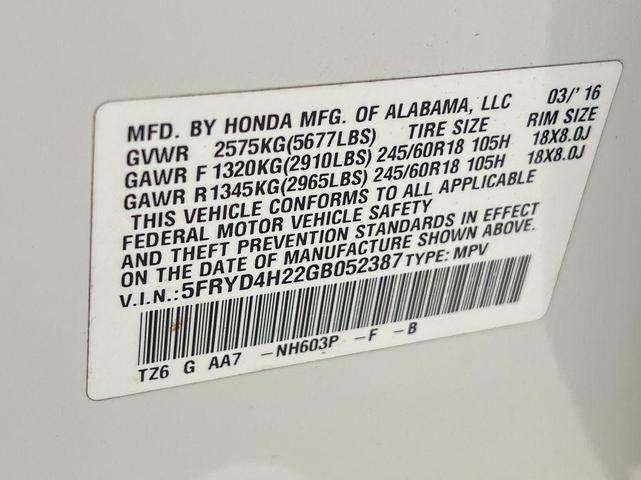 MFD. BY HONDA MFG. OF ALABAMA, LLC 03/'16
GVWR 2575KG(5677LBS) TIRE SIZE RIM SIZE
GAWR F 1320KG(2910LBS) 245/60R18 105H 18X8.0J
GAWR R 1345KG(2965LBS) 245/60R18 105H 18X8.0J
THIS VEHICLE CONFORMS TO ALL APPLICABLE
FEDERAL MOTOR VEHICLE SAFETY
AND THEFT PREVENTION STANDARDS IN EFFECT
ON THE DATE OF MANUFACTURE SHOWN ABOVE.
V.I.N.: 5FRYD4H22GB052387 TYPE: MPV
TZ6 G AA7 -NH603P -F -B